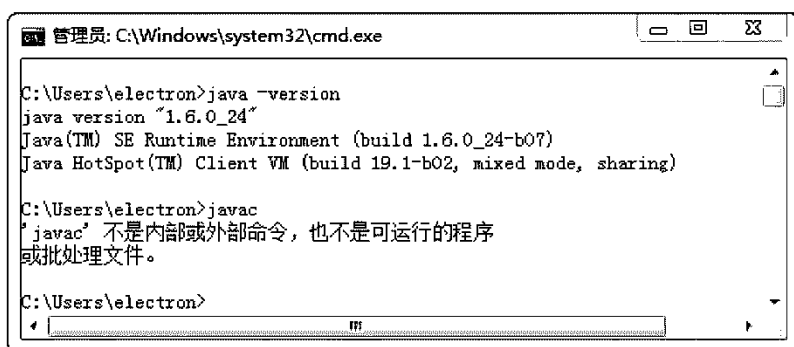 管理员: C:\Windows\system32\cmd.exe
C:\Users\electron>java -version
java version "1.6.0_24"
Java(TM) SE Runtime Environment (build 1.6.0_24-b07)
Java HotSpot(TM) Client VM (build 19.1-b02, mixed mode, sharing)
C:\Users\electron>javac
'javac' 不是内部或外部命令，也不是可运行的程序
或批处理文件。
C:\Users\electron>